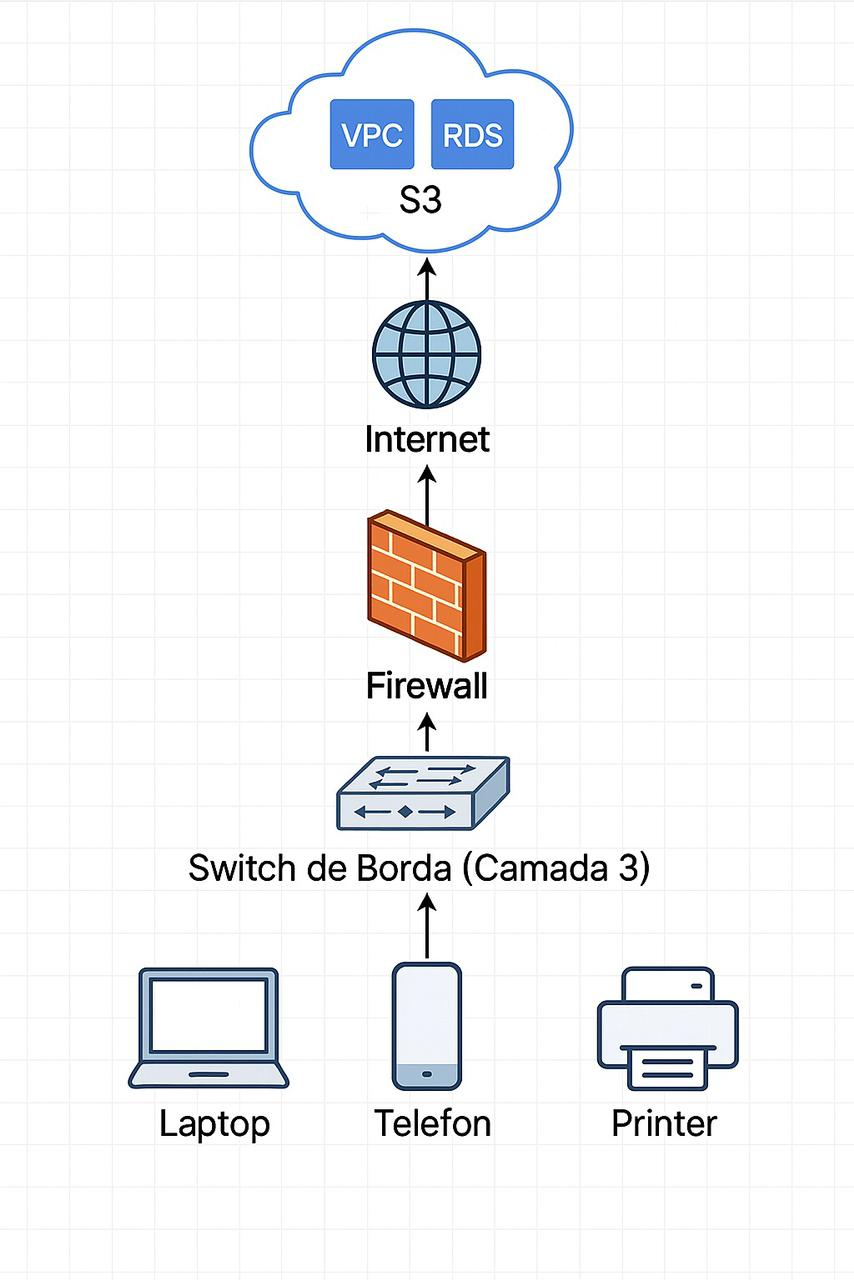 VPC RDS
S3
Internet
Firewall
Switch de Borda (Camada 3)
Laptop Telefon Printer